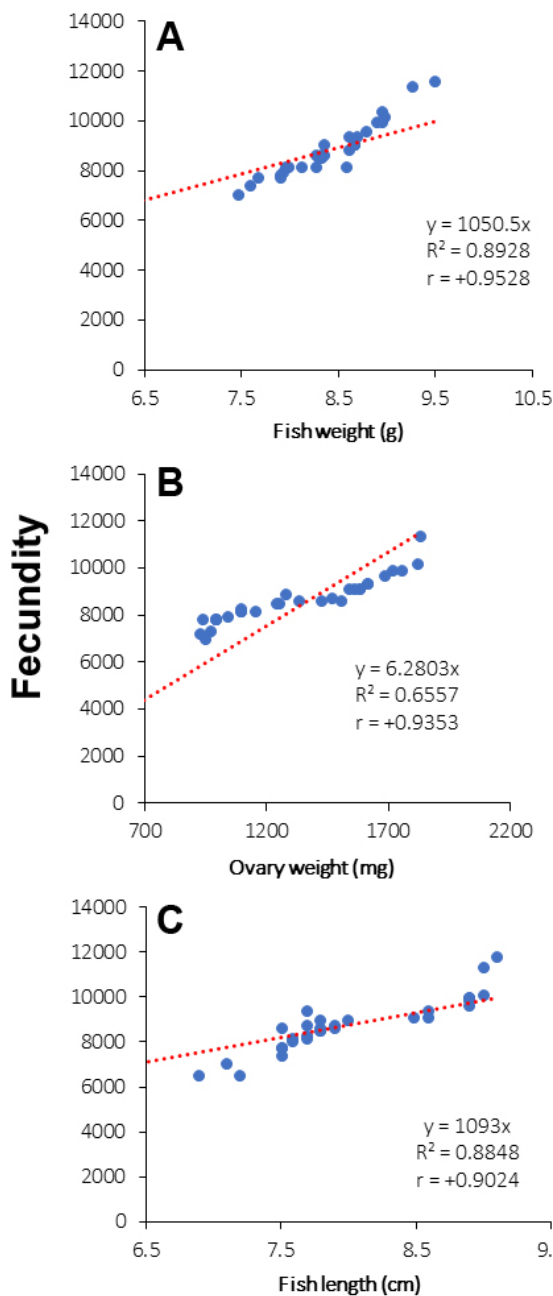 A
14000
12000
10000
8000
6000
4000
2000
0
y = 1050.5x
R² = 0.8928
r = +0.9528
6.5 7.5 8.5 9.5 10.5
Fish weight (g)
Fecundity
B
14000
12000
10000
8000
6000
4000
2000
0
y = 6.2803x
R² = 0.6557
r = +0.9353
700 1200 1700 2200
Ovary weight (mg)
C
14000
12000
10000
8000
6000
4000
2000
0
y = 1093x
R² = 0.8848
r = +0.9024
6.5 7.5 8.5 9.
Fish length (cm)